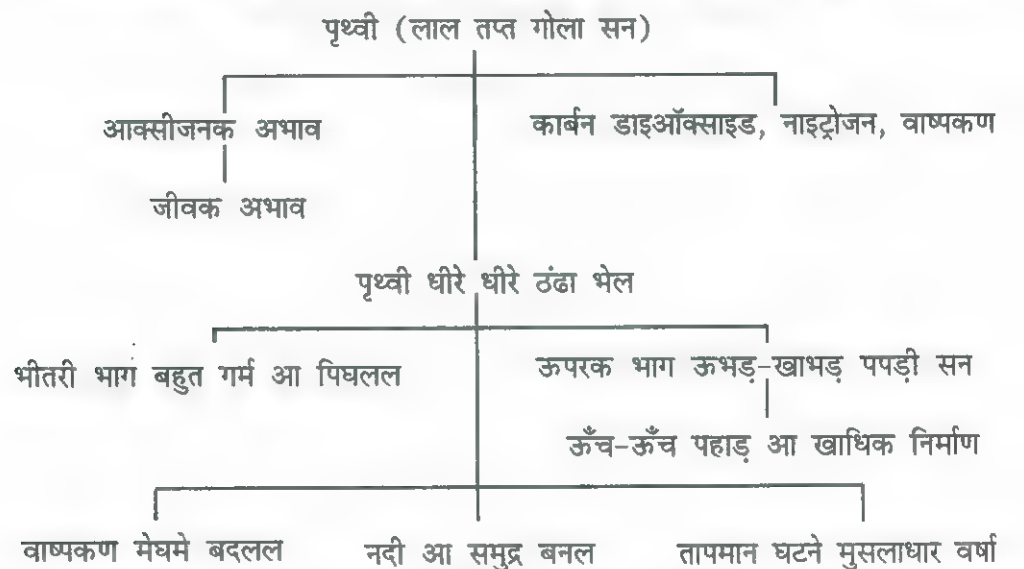 पृथ्वी (लाल तप्त गोला सन)
आक्सीजनक अभाव
कार्बन डाइऑक्साइड, नाइट्रोजन, वाष्पकण
जीवक अभाव
पृथ्वी धीरे धीरे ठंढा भेल
भीतरी भाग बहुत गर्म आ पिघलल
ऊपरक भाग ऊभड़-खाभड़ पपड़ी सन
ऊँच-ऊँच पहाड़ आ खाधिक निर्माण
वाष्पकण मेघमे बदलल
नदी आ समुद्र बनल
तापमान घटने मुसलाधार वर्षा